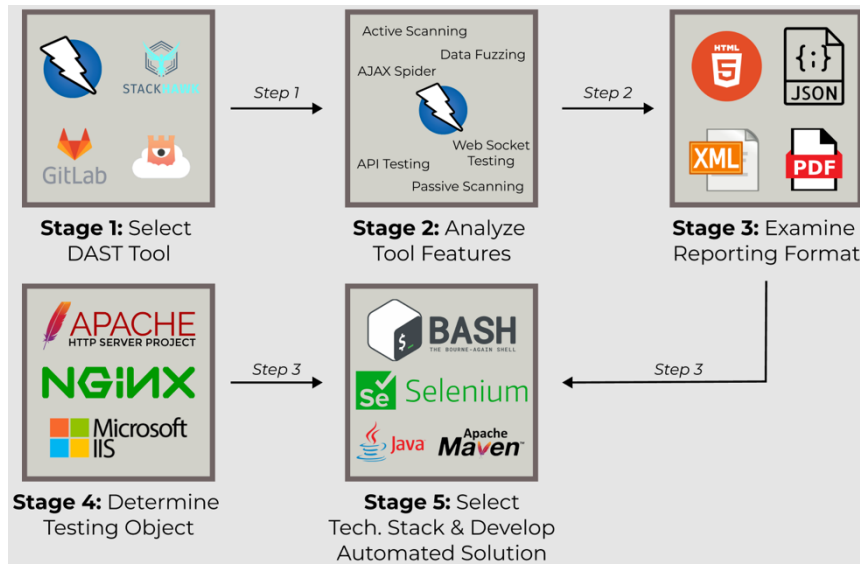 STACKHAWK
GitLab
Step 1
Active Scanning
Data Fuzzing
AJAX Spider
Web Socket
Testing
API Testing
Passive Scanning
Step 2
HTML
5
{:}
JSON
XML
PDF
Stage 1: Select
DAST Tool
Stage 2: Analyze
Tool Features
Stage 3: Examine
Reporting Format
APACHE
HTTP SERVER PROJECT
NGINX
Microsoft
IIS
Step 3
$_
BASH
THE BOURNE-AGAIN SHELL
Se
Selenium
Java
Apache
Maven™
Step 3
Stage 4: Determine
Testing Object
Stage 5: Select
Tech. Stack & Develop
Automated Solution